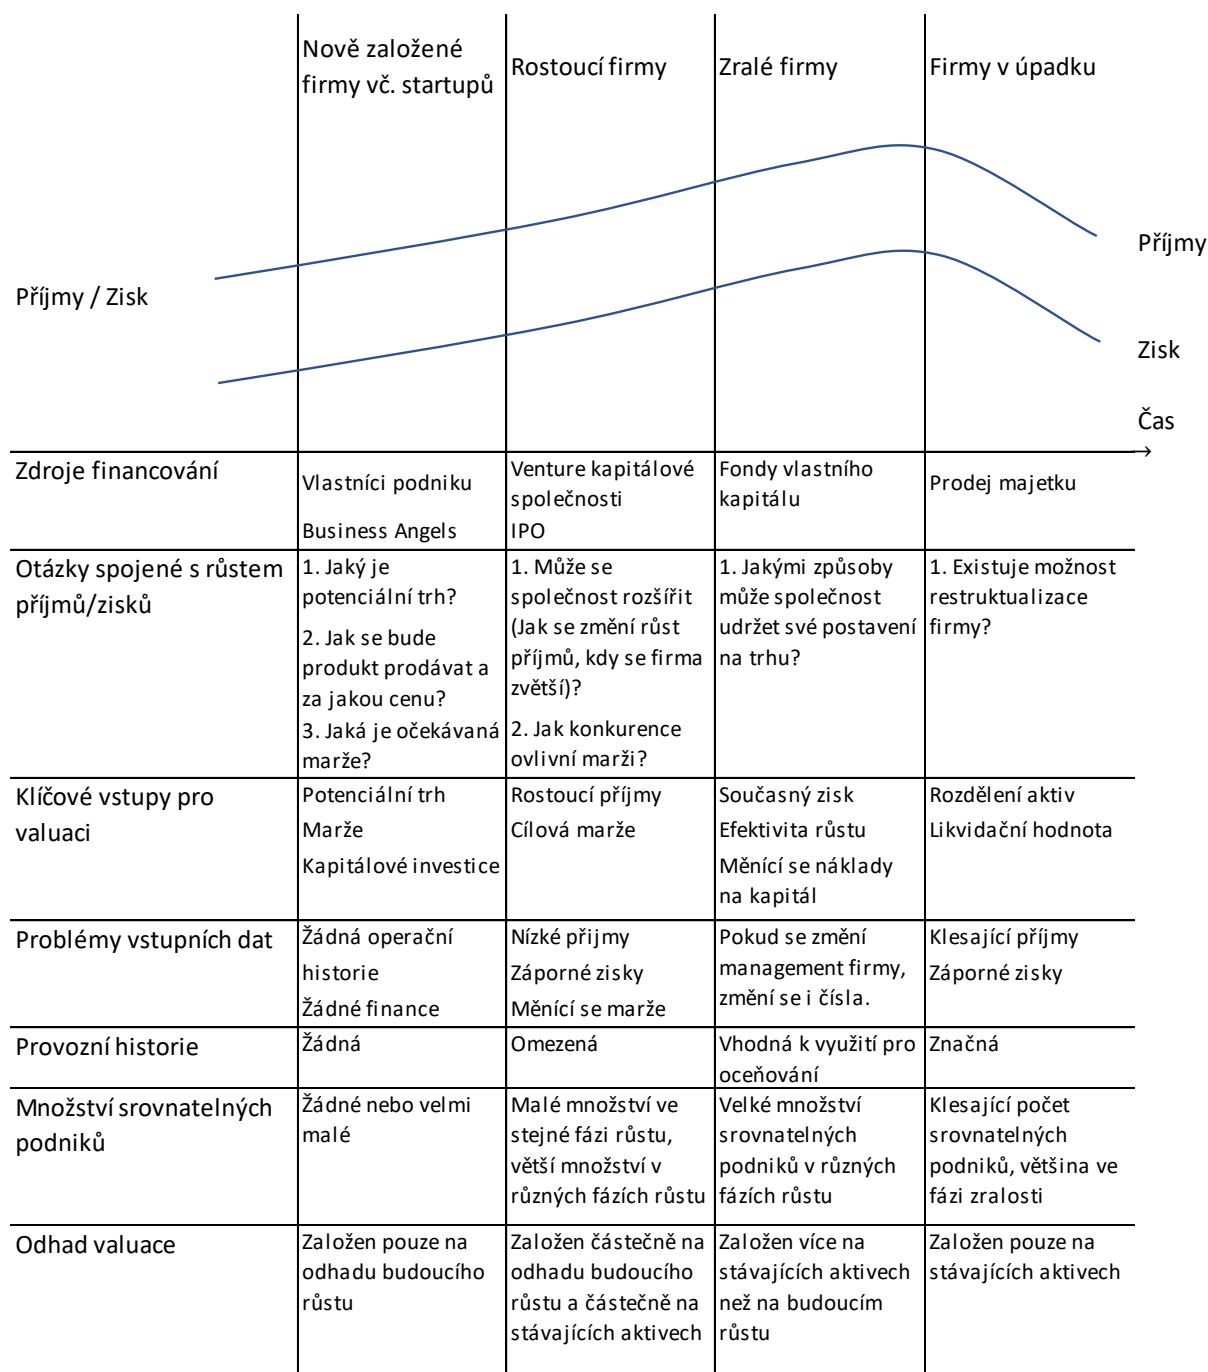 Nově založené
firmy vč. startupů
Rostoucí firmy
Zralé firmy
Firmy v úpadku
Příjmy / Zisk
Příjmy
Zisk
Čas
→
Zdroje financování
Vlastníci podniku
Business Angels
Venture kapitálové
společnosti
IPO
Fondy vlastního
kapitálu
Prodej majetku
Otázky spojené s růstem
příjmů/zisků
1. Jaký je
potenciální trh?
2. Jak se bude
produkt prodávat a
za jakou cenu?
3. Jaká je očekávaná
marže?
1. Může se
společnost rozšířit
(Jak se změní růst
příjmů, kdy se firma
zvětší)?
2. Jak konkurence
ovlivní marži?
1. Jakými způsoby
může společnost
udržet své postavení
na trhu?
1. Existuje možnost
restruktualizace
firmy?
Klíčové vstupy pro
valuaci
Potenciální trh
Marže
Kapitálové investice
Rostoucí příjmy
Cílová marže
Současný zisk
Efektivita růstu
Měnící se náklady
na kapitál
Rozdělení aktiv
Likvidační hodnota
Problémy vstupních dat
Žádná operační
historie
Žádné finance
Nízké přijmy
Záporné zisky
Měnící se marže
Pokud se změní
management firmy,
změní se i čísla.
Klesající příjmy
Záporné zisky
Provozní historie
Žádná
Omezená
Vhodná k využití pro
oceňování
Značná
Množství srovnatelných
podniků
Žádné nebo velmi
malé
Malé množství ve
stejné fázi růstu,
větší množství v
různých fázích růstu
Velké množství
srovnatelných
podniků v různých
fázích růstu
Klesající počet
srovnatelných
podniků, většina ve
fázi zralosti
Odhad valuace
Založen pouze na
odhadu budoucího
růstu
Založen částečně na
odhadu budoucího
růstu a částečně na
stávajících aktivech
Založen více na
stávajících aktivech
než na budoucím
růstu
Založen pouze na
stávajících aktivech